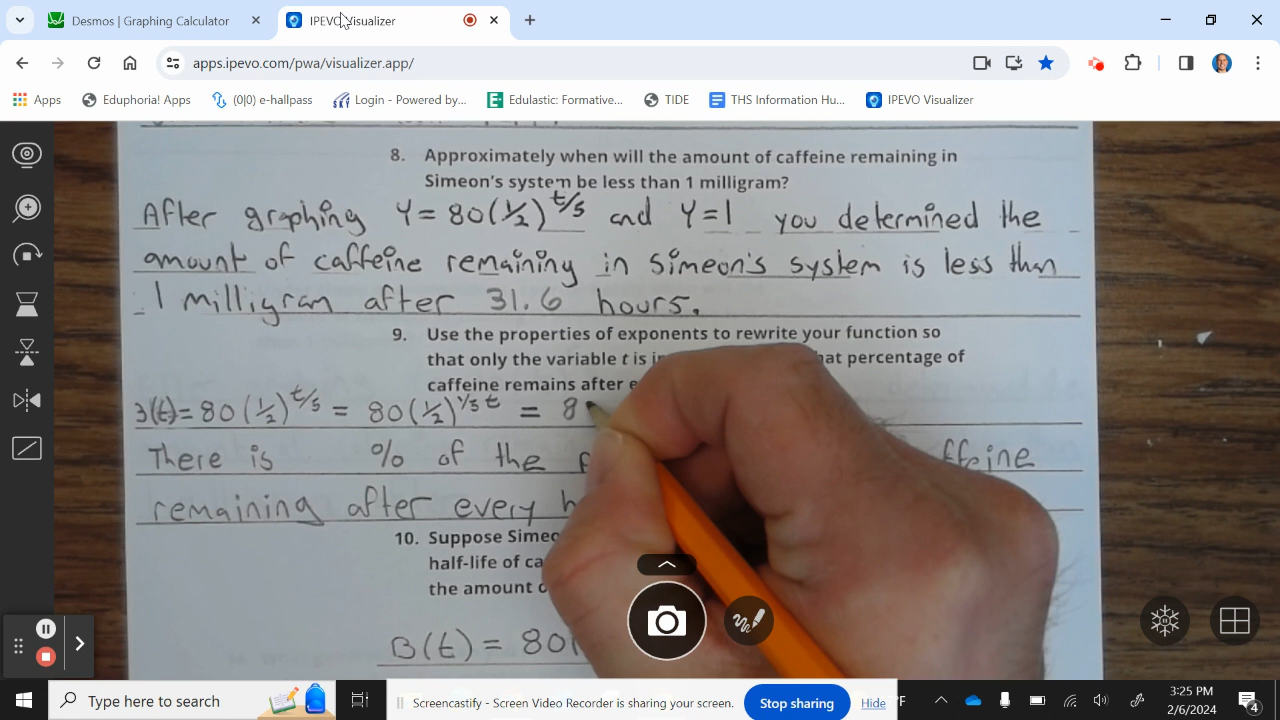 Desmos | Graphing Calculator
IPEVO Visualizer
apps.ipevo.com/pwa/visualizer.app/
Apps
Eduphoria! Apps
(0|0) e-hallpass
Login - Powered by...
Edulastic: Formative...
TIDE
THS Information Hu...
IPEVO Visualizer
8. Approximately when will the amount of caffeine remaining in
Simeon's system be less than 1 milligram?
After graphing Y = 80(1/2)^t/5 and Y=1 you determined the
amount of caffeine remaining in Simeon's system is less than
1 milligram after 31.6 hours.
9. Use the properties of exponents to rewrite your function so
that only the variable t is in hat percentage of
caffeine remains after e
B(t)= 80(1/2)^t/5 = 80(1/2)^1/5 t = 8
There is % of the ffeine
remaining after every h
10. Suppose Simeo
half-life of ca
the amount o
B(t) = 80(
Type here to search
Screencastify - Screen Video Recorder is sharing your screen.
Stop sharing
Hide
°F
3:25 PM
2/6/2024
4